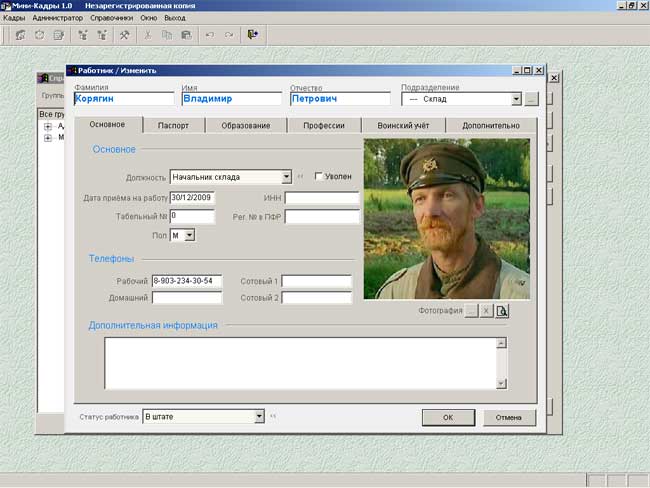 Мини-Кадры 1.0 Незарегистрированная копия
Кадры Администратор Справочники Окно Выход
Работник / Изменить
Спра
Группы
Все гру
А
М
Фамилия Имя Отчество Подразделение
Корягин Владимир Петрович --- Склад ...
Основное Паспорт Образование Профессии Воинский учёт Дополнительно
Основное
Должность Начальник склада << Уволен
Дата приёма на работу 30/12/2009 ИНН
Табельный № 0 Рег. № в ПФР
Пол М
Телефоны
Рабочий 8-903-234-30-54 Сотовый 1
Домашний Сотовый 2
Фотография ... X
Дополнительная информация
Статус работника В штате << OK Отмена